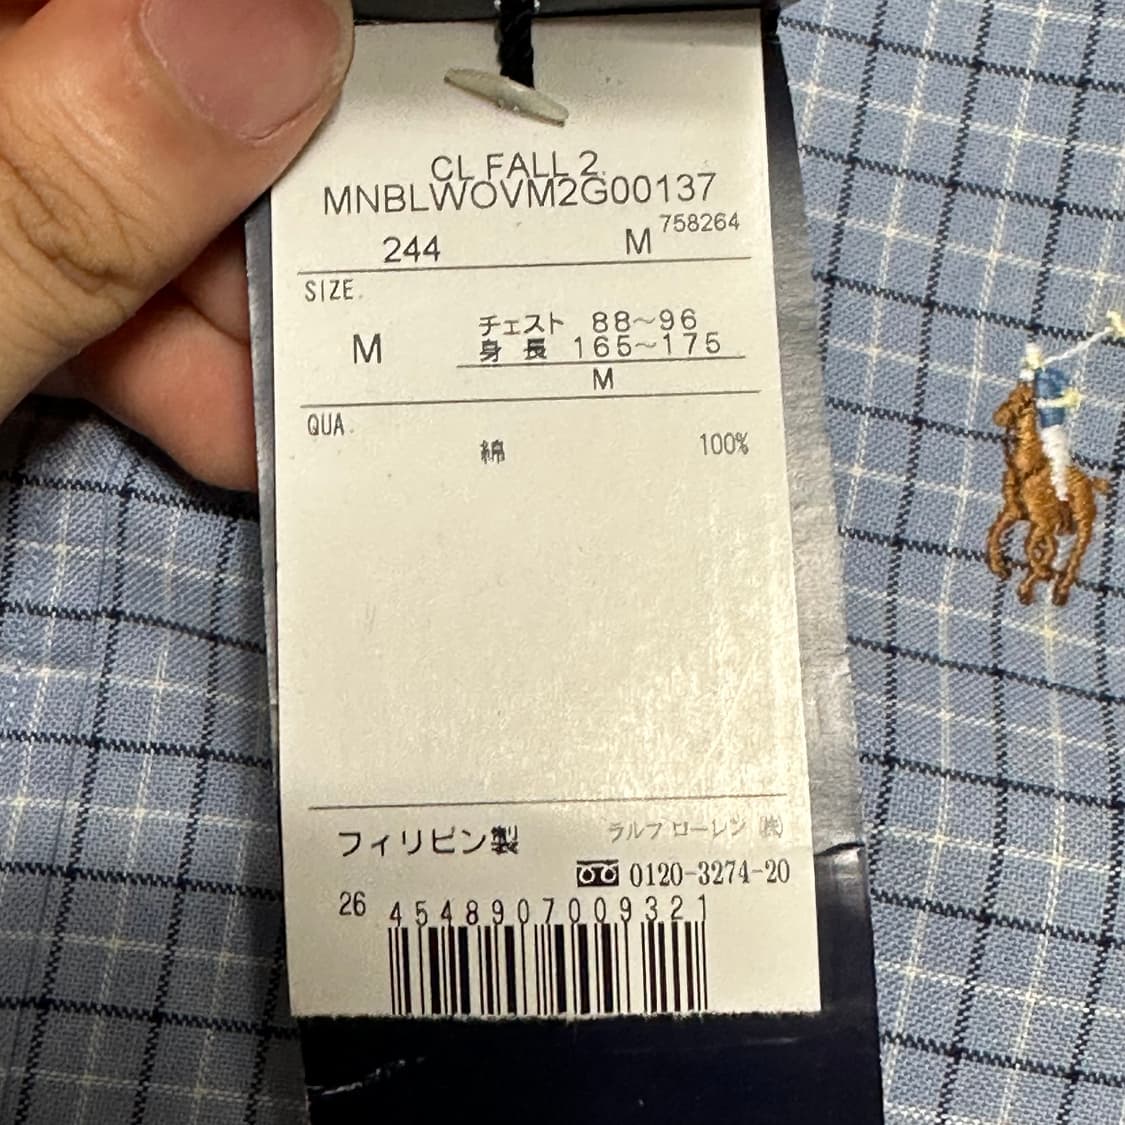 CL FALL 2.
MNBLWOVM2G00137
244 M 758264
SIZE.
M
チェスト 88~96
身長 165~175
M
QUA.
綿 100%
フィリピン製
ラルフ ローレン ㈱
0120-3274-20
26 4548907009321